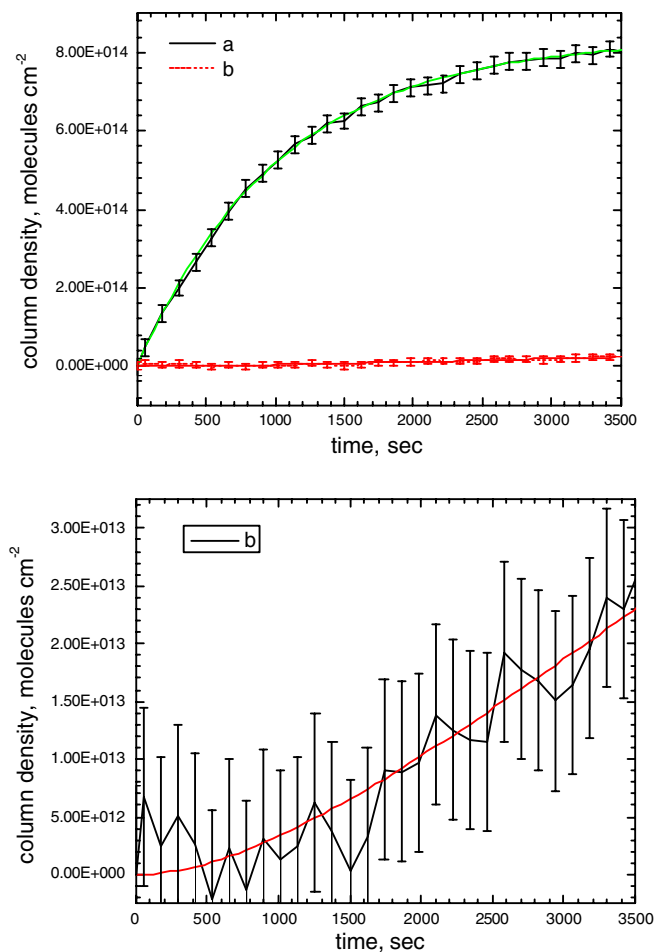 8.00E+014
a
b
6.00E+014
4.00E+014
2.00E+014
0.00E+000
column density, molecules cm⁻²
0 500 1000 1500 2000 2500 3000 3500
time, sec
3.00E+013
b
2.50E+013
2.00E+013
1.50E+013
1.00E+013
5.00E+012
0.00E+000
column density, molecules cm⁻²
0 500 1000 1500 2000 2500 3000 3500
time, sec